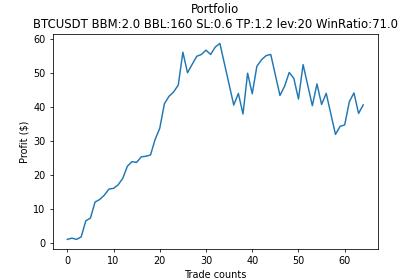 Portfolio
BTCUSDT BBM:2.0 BBL:160 SL:0.6 TP:1.2 lev:20 WinRatio:71.0
60
50
40
30
20
10
0
Profit ($)
0 10 20 30 40 50 60
Trade counts